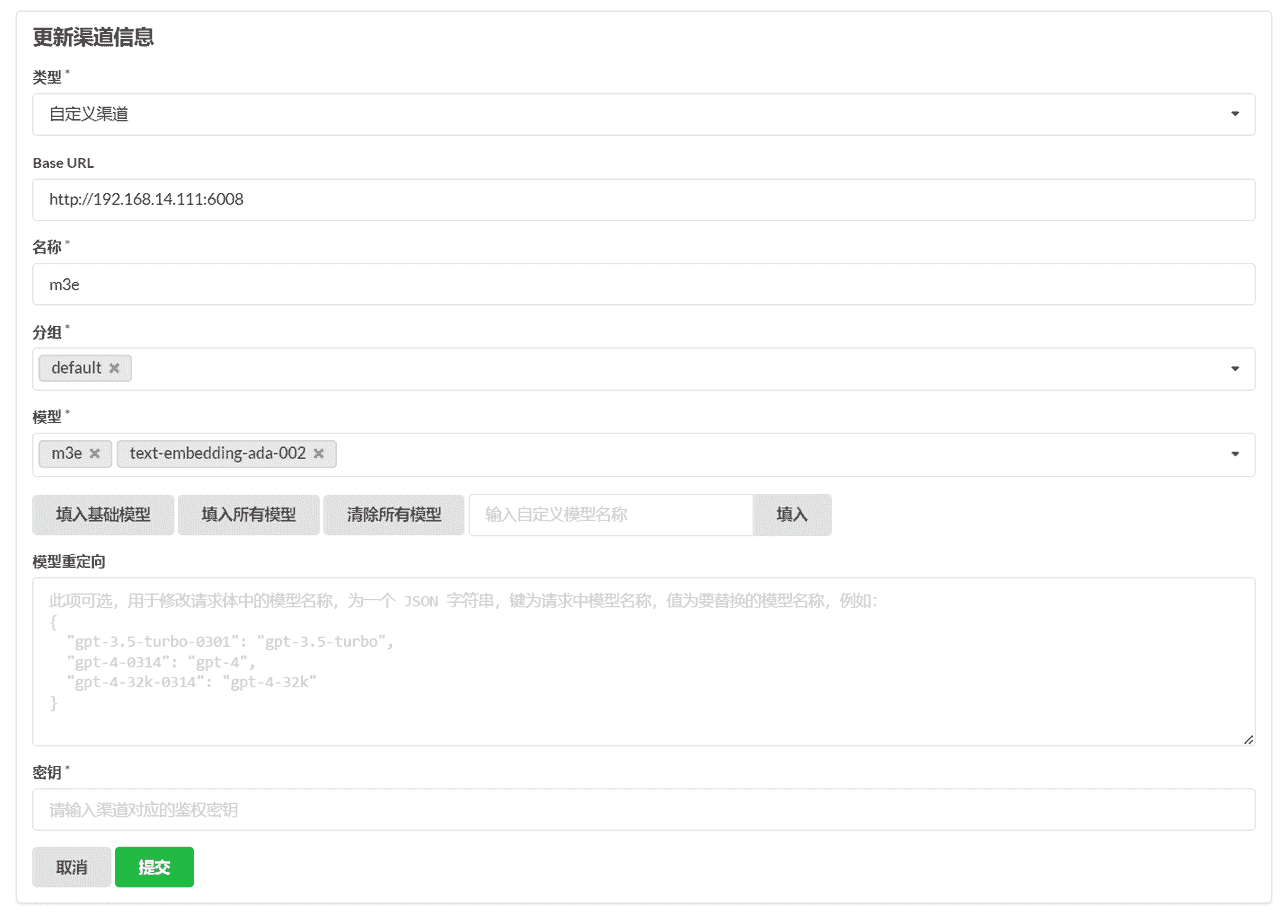 更新渠道信息
类型*
自定义渠道
Base URL
http://192.168.14.111:6008
名称*
m3e
分组*
default
模型*
m3e text-embedding-ada-002
填入基础模型 填入所有模型 清除所有模型 输入自定义模型名称 填入
模型重定向
此项可选，用于修改请求体中的模型名称，为一个 JSON 字符串，键为请求中模型名称，值为要替换的模型名称，例如：
{
"gpt-3.5-turbo-0301": "gpt-3.5-turbo",
"gpt-4-0314": "gpt-4",
"gpt-4-32k-0314": "gpt-4-32k"
}
密钥*
请输入渠道对应的鉴权密钥
取消 提交